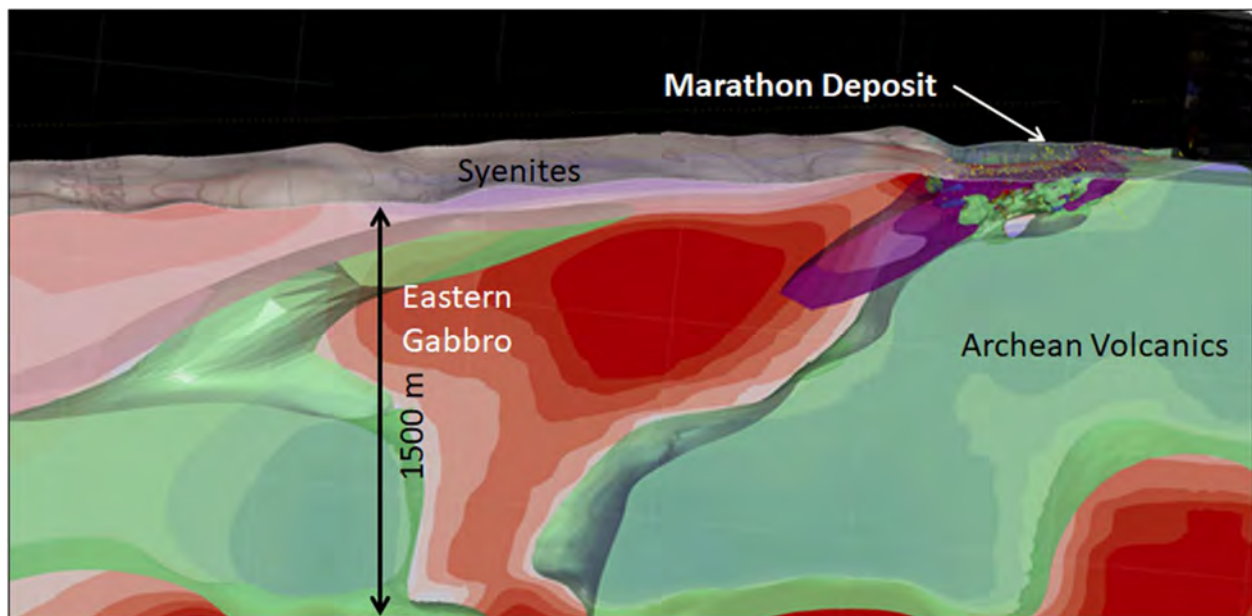 Marathon Deposit
Syenites
Eastern
Gabbro
Archean Volcanics
1500 m